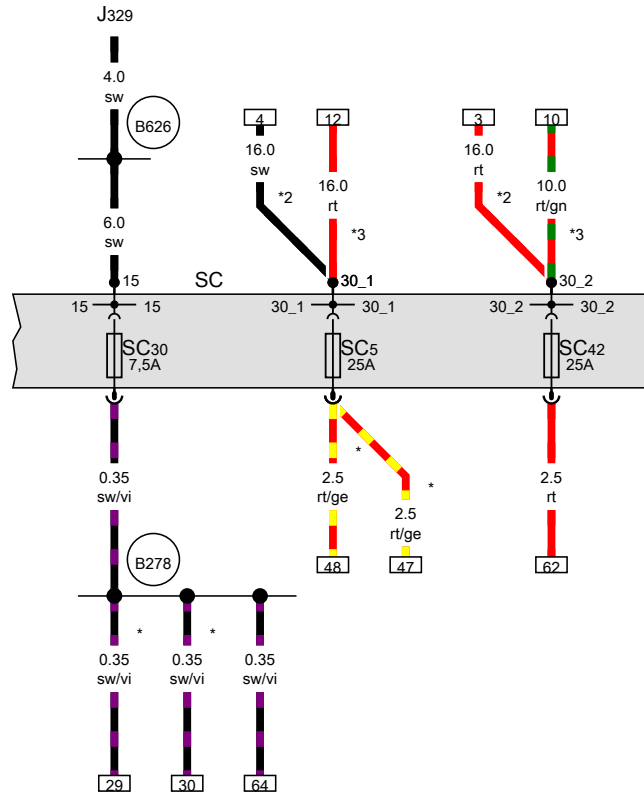 J329
4.0
sw
B626
4
12
3
10
16.0
sw
16.0
rt
16.0
rt
10.0
rt/gn
*2
*3
*2
*3
6.0
sw
15
SC
30_1
30_2
15
15
30_1
30_1
30_2
30_2
SC30
7,5A
SC5
25A
SC42
25A
0.35
sw/vi
2.5
rt/ge
*
2.5
rt/ge
*
2.5
rt
B278
48
47
62
0.35
sw/vi
*
0.35
sw/vi
*
0.35
sw/vi
29
30
64